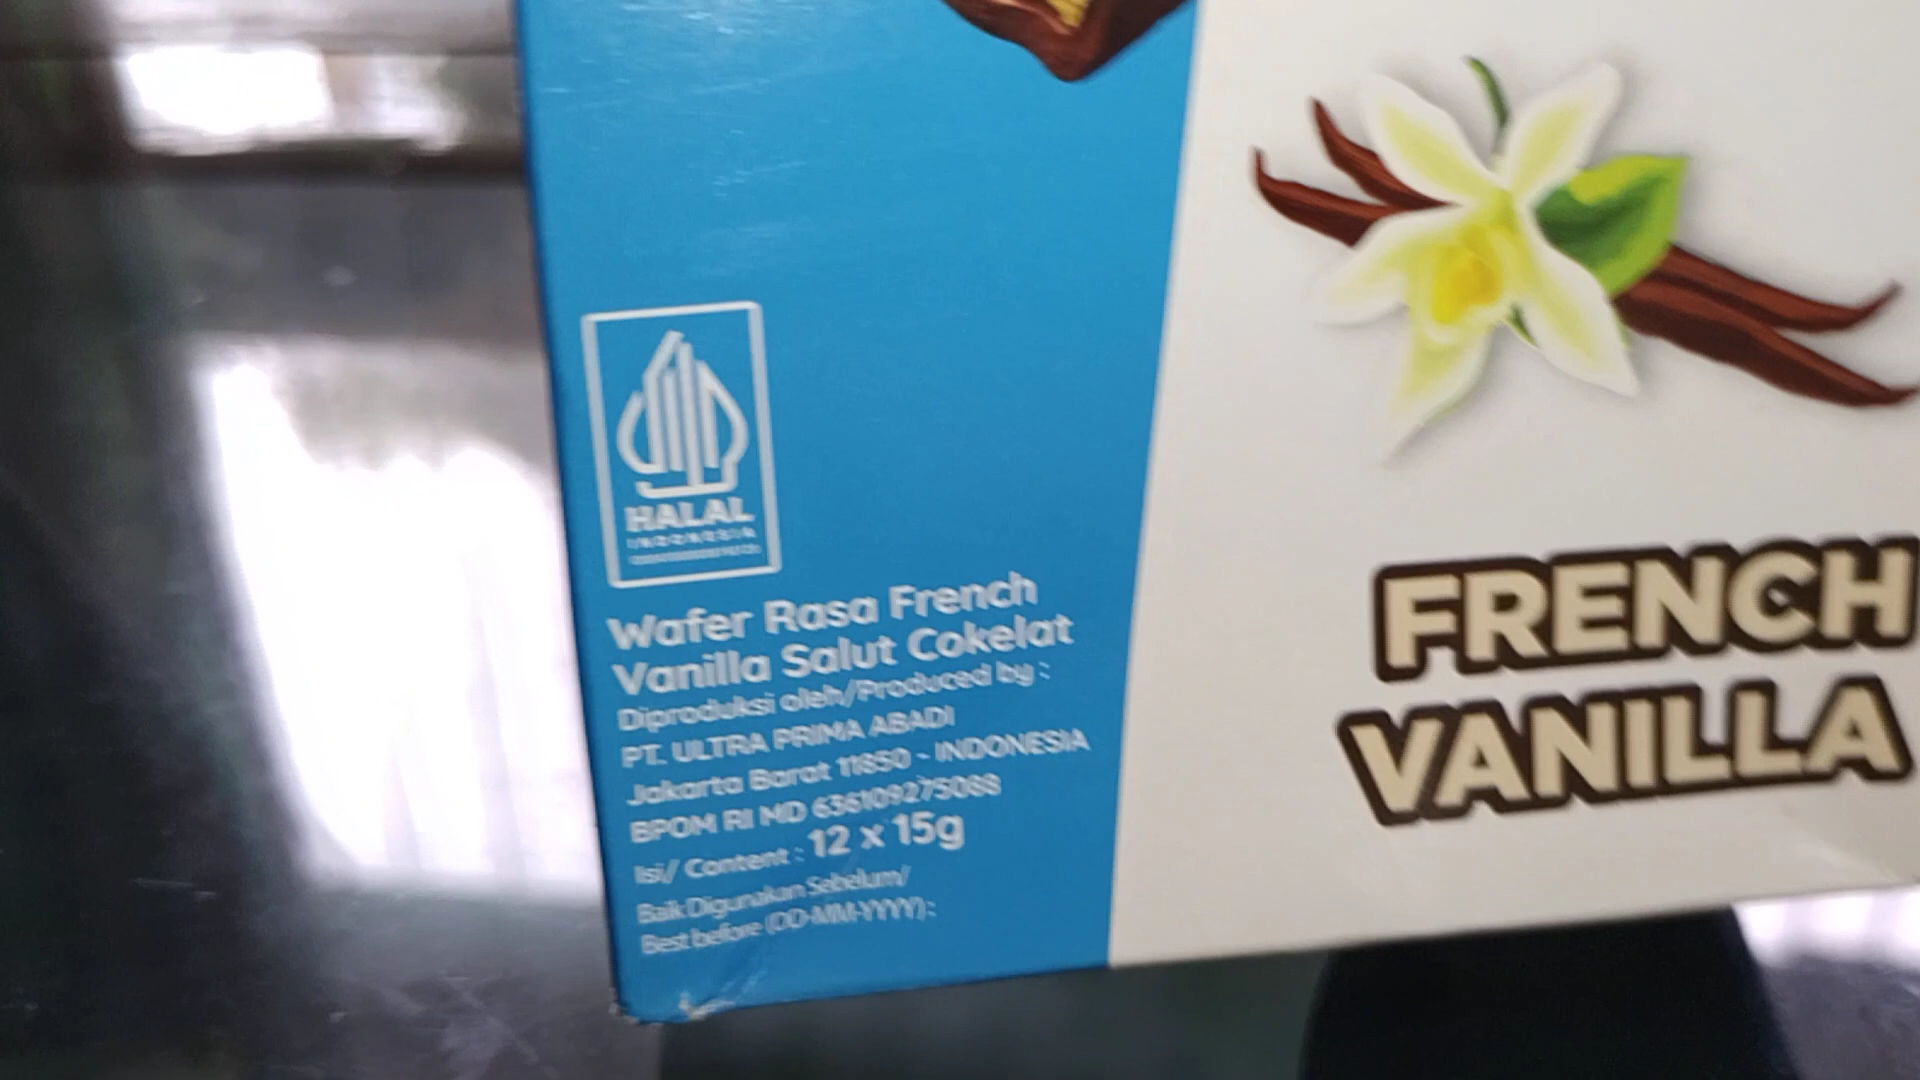 HALAL
INDONESIA
Wafer Rasa French
Vanilla Salut Cokelat
Diproduksi oleh/Produced by :
PT. ULTRA PRIMA ABADI
Jakarta Barat 11850 - INDONESIA
BPOM RI MD 636109275088
Isi/ Content : 12 x 15g
Baik Digunakan Sebelum/
Best before (DD-MM-YYYY) :
FRENCH
VANILLA